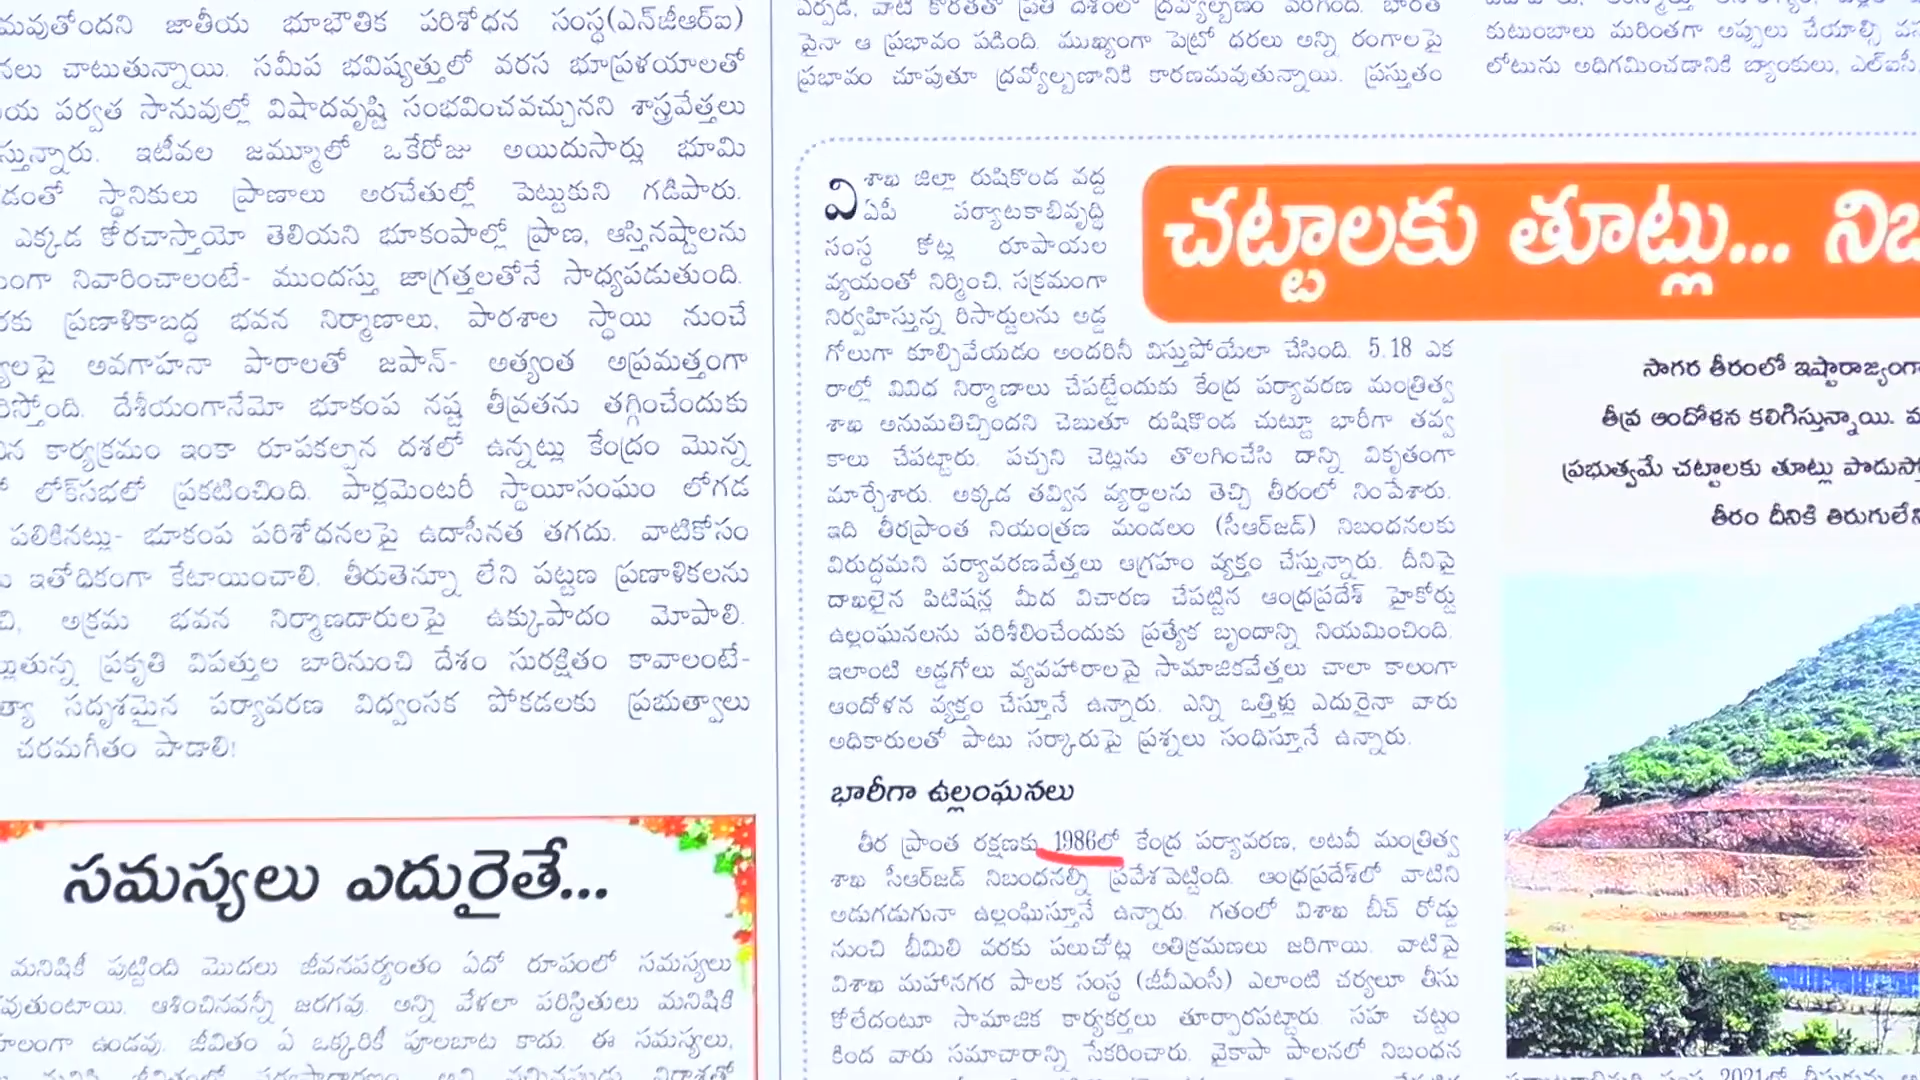 మవుతోందని జాతీయ భూభౌతిక పరిశోధన సంస్థ(ఎన్‌జీఆర్‌ఐ)
చాటుతున్నాయి. సమీప భవిష్యత్తులో వరస భూప్రళయాలతో
పర్వత సానువుల్లో విషాదవృష్టి సంభవించవచ్చునని శాస్త్రవేత్తలు
స్తున్నారు. ఇటీవల జమ్మూలో ఒకేరోజు అయిదుసార్లు భూమి
డంతో స్థానికులు ప్రాణాలు అరచేతుల్లో పెట్టుకుని గడిపారు.
ఎక్కడ కోరచాస్తాయో తెలియని భూకంపాల్లో ప్రాణ, ఆస్తినష్టాలను
నివారించాలంటే- ముందస్తు జాగ్రత్తలతోనే సాధ్యపడుతుంది.
ప్రణాళికాబద్ధ భవన నిర్మాణాలు, పాఠశాల స్థాయి నుంచే
అవగాహనా పాఠాలతో జపాన్- అత్యంత అప్రమత్తంగా
దేశీయంగానేమో భూకంప నష్ట తీవ్రతను తగ్గించేందుకు
కార్యక్రమం ఇంకా రూపకల్పన దశలో ఉన్నట్లు కేంద్రం మొన్న
లోక్‌సభలో ప్రకటించింది. పార్లమెంటరీ స్థాయీసంఘం లోగడ
పలికినట్లు- భూకంప పరిశోధనలపై ఉదాసీనత తగదు. వాటికోసం
ఇతోధికంగా కేటాయించాలి. తీరుతెన్నూ లేని పట్టణ ప్రణాళికలను
అక్రమ భవన నిర్మాణదారులపై ఉక్కుపాదం మోపాలి.
ప్రకృతి విపత్తుల బారినుంచి దేశం సురక్షితం కావాలంటే-
సదృశమైన పర్యావరణ విధ్వంసక పోకడలకు ప్రభుత్వాలు
చరమగీతం పాడాలి!
సమస్యలు ఎదురైతే...
మనిషికీ పుట్టింది మొదలు జీవనపర్యంతం ఏదో రూపంలో సమస్యలు
ఆశించినవన్నీ జరగవు. అన్ని వేళలా పరిస్థితులు మనిషికి
ఉండవు. జీవితం ఏ ఒక్కరికీ పూలబాట కాదు. ఈ సమస్యలు,
ఏర్పడి, వాటి కొరతతో ప్రతి దేశంలో ద్రవ్యోల్బణం పెరిగింది. భారత్
పైనా ఆ ప్రభావం పడింది. ముఖ్యంగా పెట్రో ధరలు అన్ని రంగాలపై
ప్రభావం చూపుతూ ద్రవ్యోల్బణానికి కారణమవుతున్నాయి. ప్రస్తుతం
కుటుంబాలు మరింతగా అప్పులు చేయాల్సి
లోటును అధిగమించడానికి బ్యాంకులు, ఎల్‌ఐసీ,
చట్టాలకు తూట్లు...
విశాఖ జిల్లా రుషికొండ వద్ద
ఏపీ పర్యాటకాభివృద్ధి
సంస్థ కోట్ల రూపాయల
వ్యయంతో నిర్మించి, సక్రమంగా
నిర్వహిస్తున్న రిసార్టులను అడ్డ
గోలుగా కూల్చివేయడం అందరినీ విస్తుపోయేలా చేసింది. 5.18 ఎక
రాల్లో వివిధ నిర్మాణాలు చేపట్టేందుకు కేంద్ర పర్యావరణ మంత్రిత్వ
శాఖ అనుమతిచ్చిందని చెబుతూ రుషికొండ చుట్టూ భారీగా తవ్వ
కాలు చేపట్టారు. పచ్చని చెట్లను తొలగించేసి దాన్ని వికృతంగా
మార్చేశారు. అక్కడ తవ్విన వ్యర్థాలను తెచ్చి తీరంలో నింపేశారు.
ఇది తీరప్రాంత నియంత్రణ మండలం (సీఆర్‌జడ్) నిబంధనలకు
విరుద్ధమని పర్యావరణవేత్తలు ఆగ్రహం వ్యక్తం చేస్తున్నారు. దీనిపై
దాఖలైన పిటిషన్ల మీద విచారణ చేపట్టిన ఆంధ్రప్రదేశ్ హైకోర్టు
ఉల్లంఘనలను పరిశీలించేందుకు ప్రత్యేక బృందాన్ని నియమించింది.
ఇలాంటి అడ్డగోలు వ్యవహారాలపై సామాజికవేత్తలు చాలా కాలంగా
ఆందోళన వ్యక్తం చేస్తూనే ఉన్నారు. ఎన్ని ఒత్తిళ్లు ఎదురైనా వారు
అధికారులతో పాటు సర్కారుపై ప్రశ్నలు సంధిస్తూనే ఉన్నారు.
భారీగా ఉల్లంఘనలు
తీర ప్రాంత రక్షణకు 1986లో కేంద్ర పర్యావరణ, అటవీ మంత్రిత్వ
శాఖ సీఆర్‌జడ్ నిబంధనల్ని ప్రవేశపెట్టింది. ఆంధ్రప్రదేశ్‌లో వాటిని
అడుగడుగునా ఉల్లంఘిస్తూనే ఉన్నారు. గతంలో విశాఖ బీచ్ రోడ్డు
నుంచి భీమిలి వరకు పలుచోట్ల అతిక్రమణలు జరిగాయి. వాటిపై
విశాఖ మహానగర పాలక సంస్థ (జీవీఎంసీ) ఎలాంటి చర్యలూ తీసు
కోలేదంటూ సామాజిక కార్యకర్తలు తూర్పారపట్టారు. సహ చట్టం
కింద వారు సమాచారాన్ని సేకరించారు. వైకాపా పాలనలో నిబంధన
సాగర తీరంలో ఇష్టారాజ్యంగా
తీవ్ర ఆందోళన కలిగిస్తున్నాయి.
ప్రభుత్వమే చట్టాలకు తూట్లు
తీరం దీనికి
2021లో